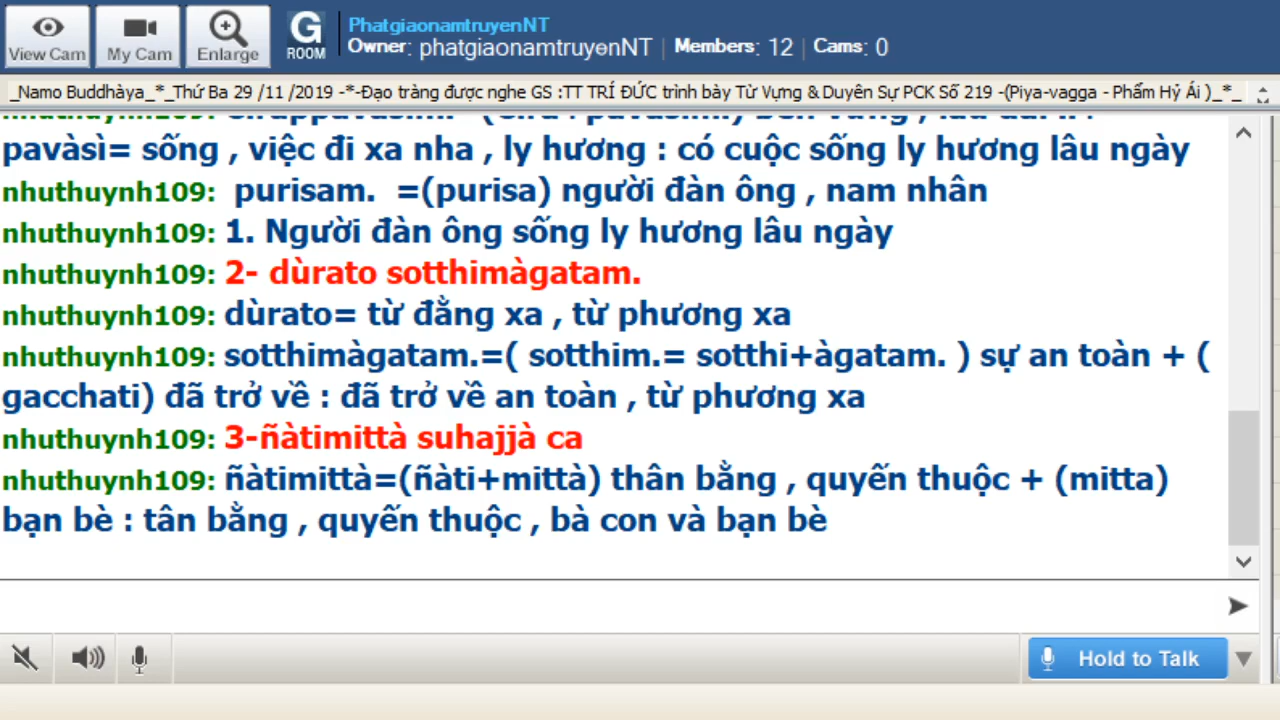 PhatgiaonamtruyenNT
View Cam My Cam Enlarge G ROOM Owner: phatgiaonamtruyenNT | Members: 12 | Cams: 0
_Namo Buddhàya_*_Thứ Ba 29 /11 /2019 -*-Đạo tràng được nghe GS :TT TRÍ ĐỨC trình bày Từ Vựng & Duyên Sự PCK Số 219 -(Piya-vagga - Phẩm Hỷ Ái )_*_
pavàsì= sống , việc đi xa nha , ly hương : có cuộc sống ly hương lâu ngày
nhuthuynh109: purisam. =(purisa) người đàn ông , nam nhân
nhuthuynh109: 1. Người đàn ông sống ly hương lâu ngày
nhuthuynh109: 2- dùrato sotthimàgatam.
nhuthuynh109: dùrato= từ đằng xa , từ phương xa
nhuthuynh109: sotthimàgatam.=( sotthim.= sotthi+àgatam. ) sự an toàn + (
gacchati) đã trở về : đã trở về an toàn , từ phương xa
nhuthuynh109: 3-ñàtimittà suhajjà ca
nhuthuynh109: ñàtimittà=(ñàti+mittà) thân bằng , quyến thuộc + (mitta)
bạn bè : tân bằng , quyến thuộc , bà con và bạn bè
Hold to Talk